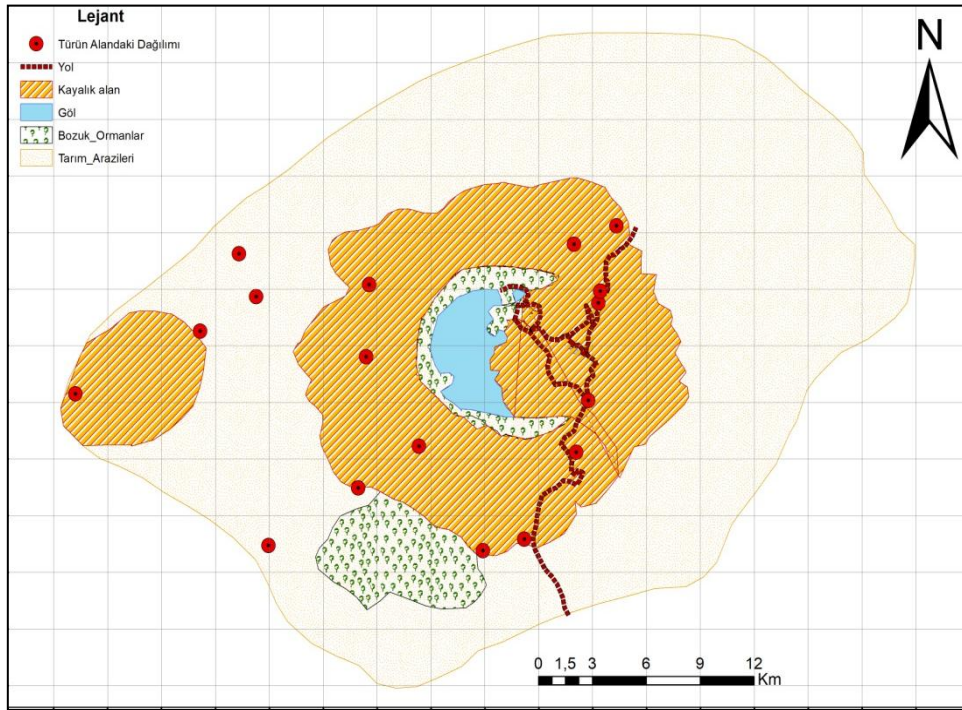 Lejant
Türün Alandaki Dağılımı
Yol
Kayalık alan
Göl
Bozuk_Ormanlar
Tarım_Arazileri
N
0 1,5 3 6 9 12
Km